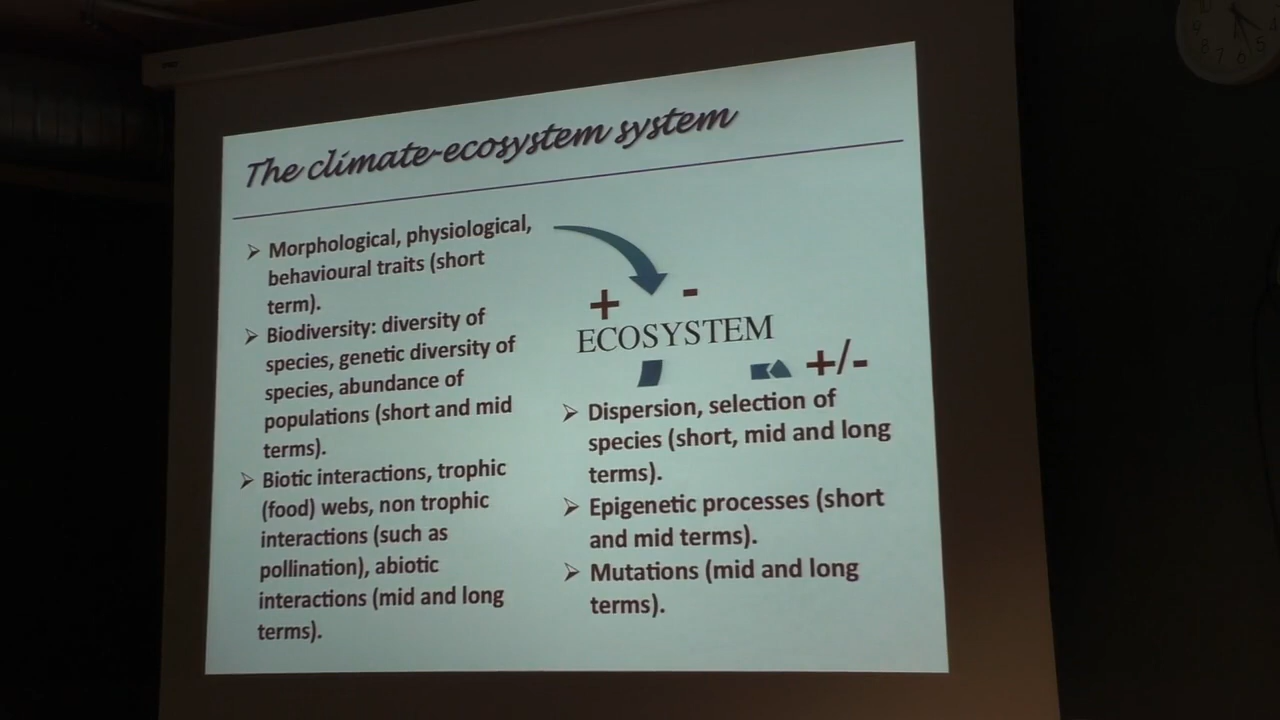 The climate-ecosystem system
➢ Morphological, physiological,
behavioural traits (short
term).
➢ Biodiversity: diversity of
species, genetic diversity of
species, abundance of
populations (short and mid
terms).
➢ Biotic interactions, trophic
(food) webs, non trophic
interactions (such as
pollination), abiotic
interactions (mid and long
terms).
+ -
ECOSYSTEM
+/-
➢ Dispersion, selection of
species (short, mid and long
terms).
➢ Epigenetic processes (short
and mid terms).
➢ Mutations (mid and long
terms).